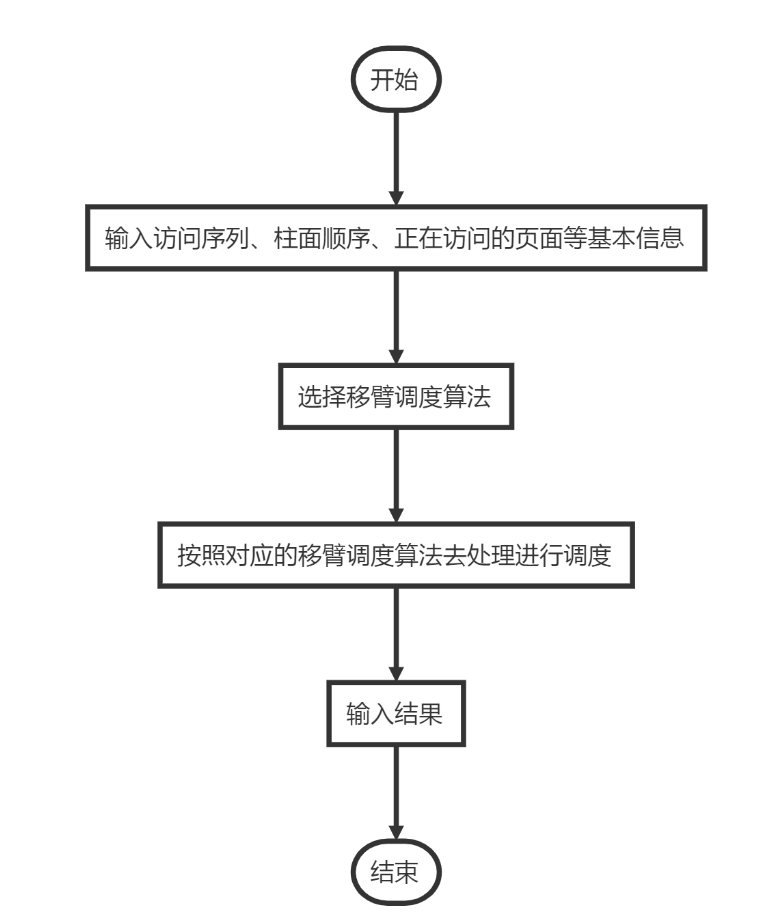 开始
输入访问序列、柱面顺序、正在访问的页面等基本信息
选择移臂调度算法
按照对应的移臂调度算法去处理进行调度
输入结果
结束